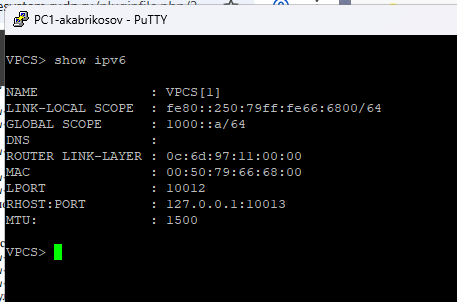 PC1-akabrikosov - PuTTY
VPCS> show ipv6
NAME : VPCS[1]
LINK-LOCAL SCOPE : fe80::250:79ff:fe66:6800/64
GLOBAL SCOPE : 1000::a/64
DNS :
ROUTER LINK-LAYER : 0c:6d:97:11:00:00
MAC : 00:50:79:66:68:00
LPORT : 10012
RHOST:PORT : 127.0.0.1:10013
MTU: : 1500
VPCS>